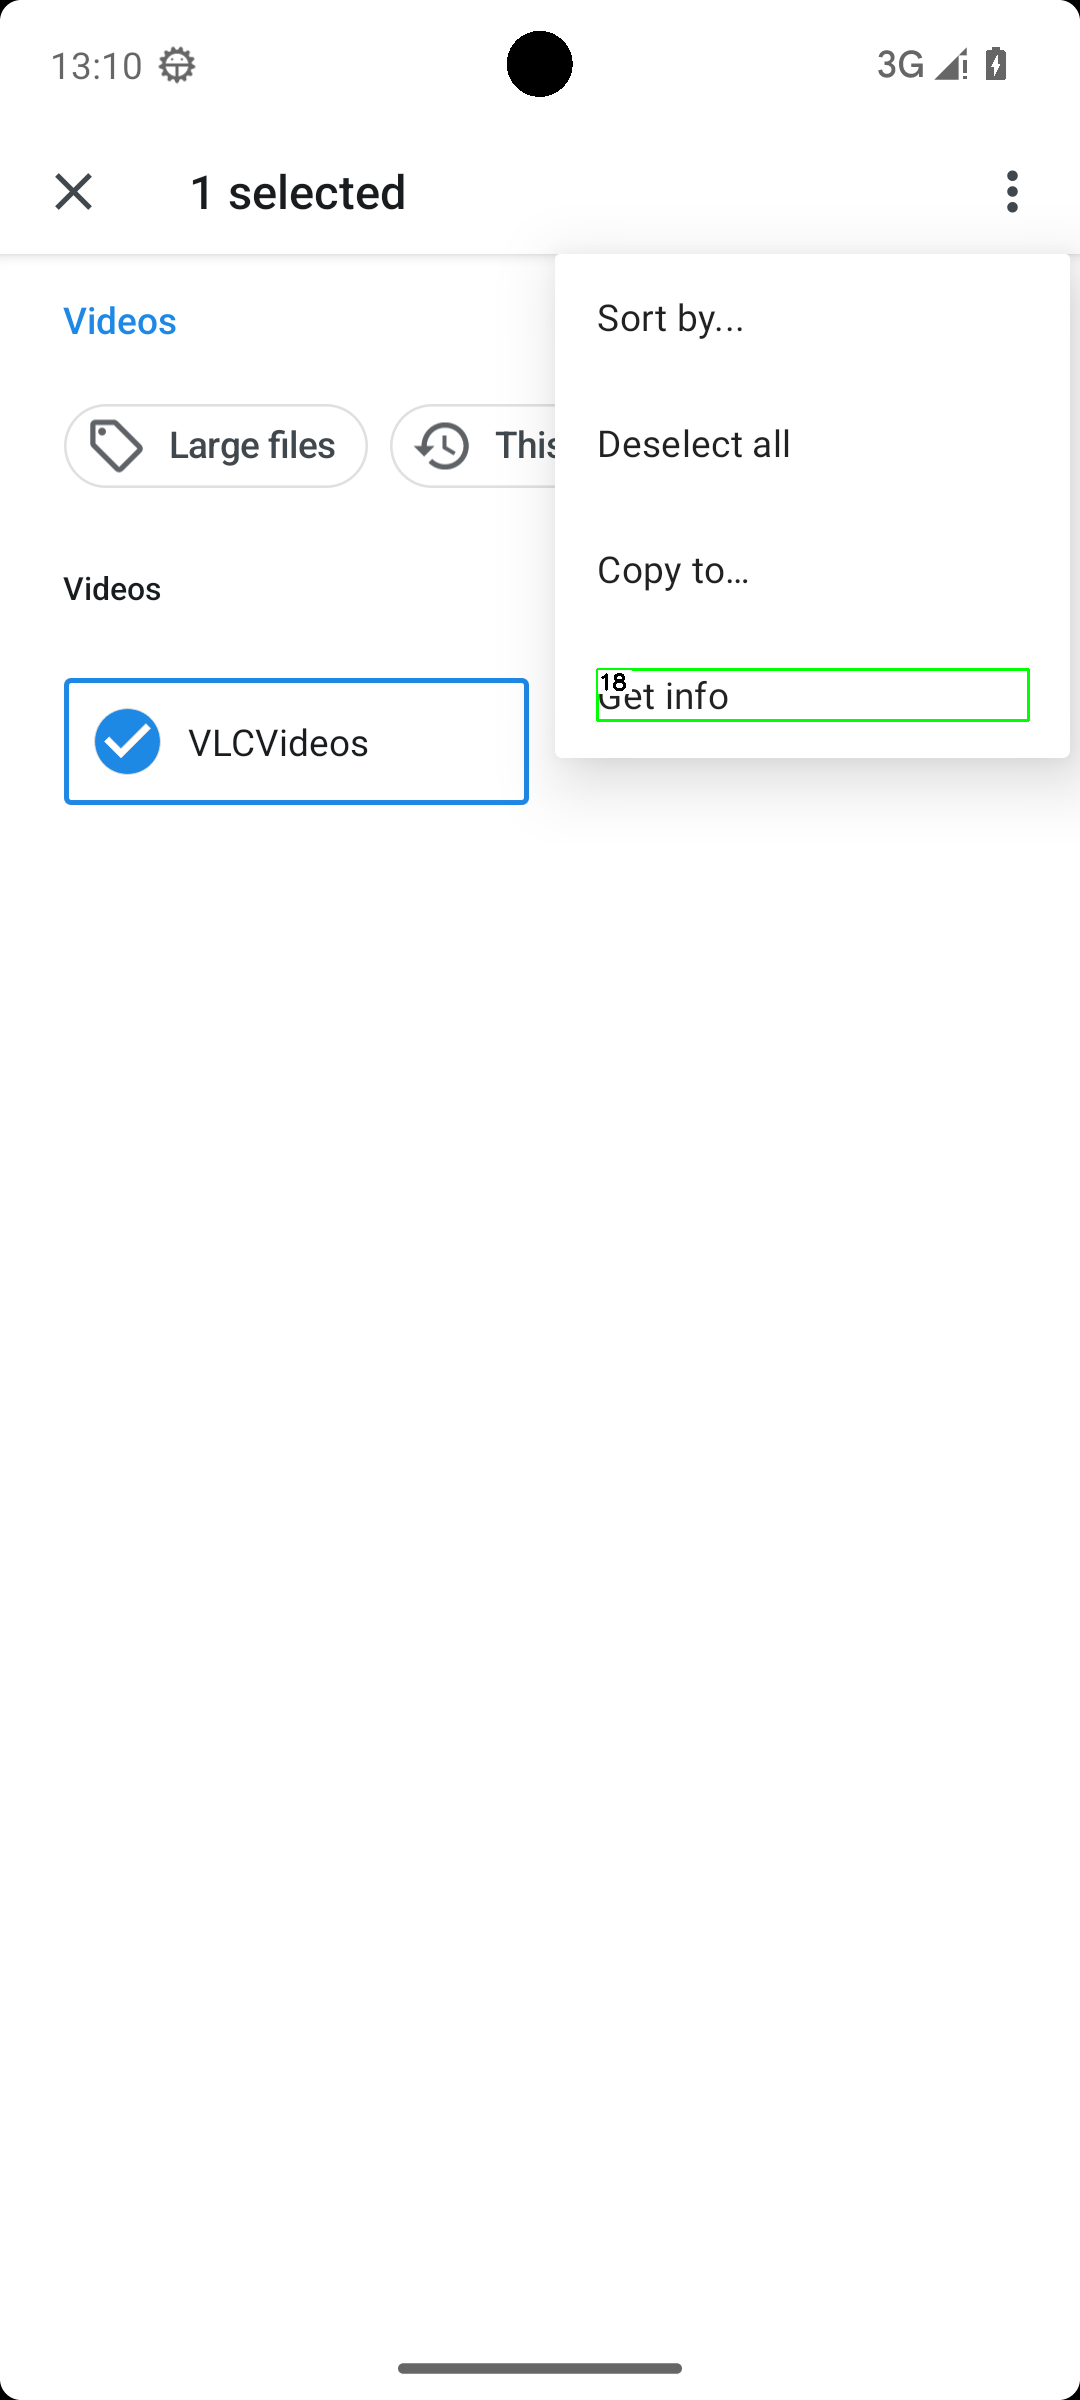 13:10
3G
1 selected
Videos
Sort by...
Large files
This
Deselect all
Copy to…
Videos
18
Get info
VLCVideos